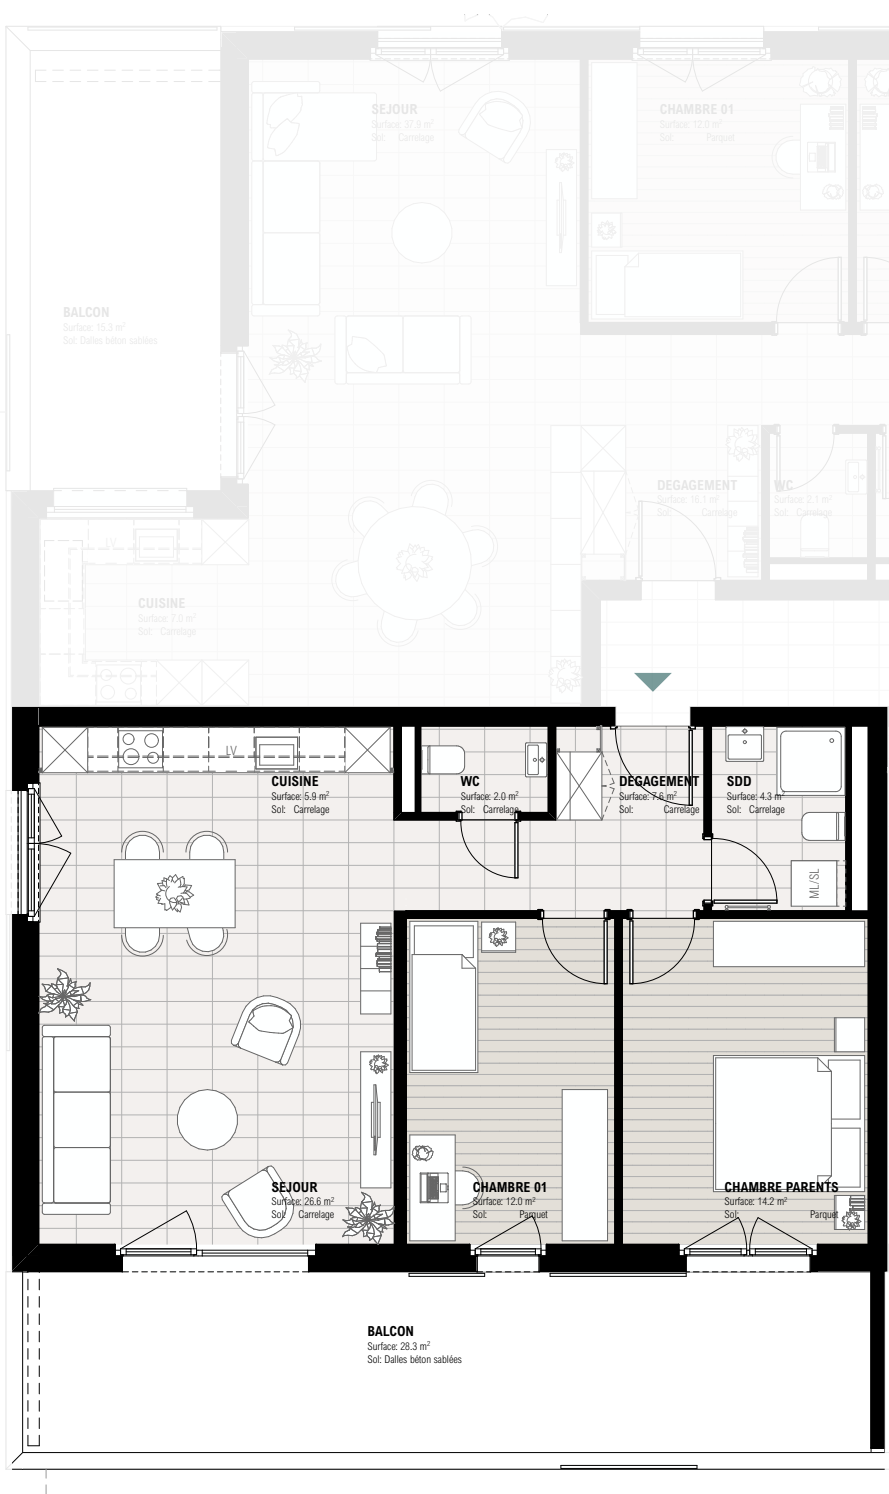 SEJOUR
Surface: 37.8 m²
Sol: Carrelage
CHAMBRE 01
Surface: 12.0 m²
Sol: Parquet
BALCON
Surface: 15.3 m²
Sol: Dalles béton sablées
DEGAGEMENT
Surface: 16.1 m²
Sol: Carrelage
WC
Surface: 2.1 m²
Sol: Carrelage
LV
CUISINE
Surface: 7.0 m²
Sol: Carrelage
LV
CUISINE
Surface: 5.9 m²
Sol: Carrelage
WC
Surface: 2.0 m²
Sol: Carrelage
DEGAGEMENT
Surface: 7.6 m²
Sol: Carrelage
SDD
Surface: 4.3 m²
Sol: Carrelage
ML/SL
SEJOUR
Surface: 26.6 m²
Sol: Carrelage
CHAMBRE 01
Surface: 12.0 m²
Sol: Parquet
CHAMBRE PARENTS
Surface: 14.2 m²
Sol: Parquet
BALCON
Surface: 28.3 m²
Sol: Dalles béton sablées